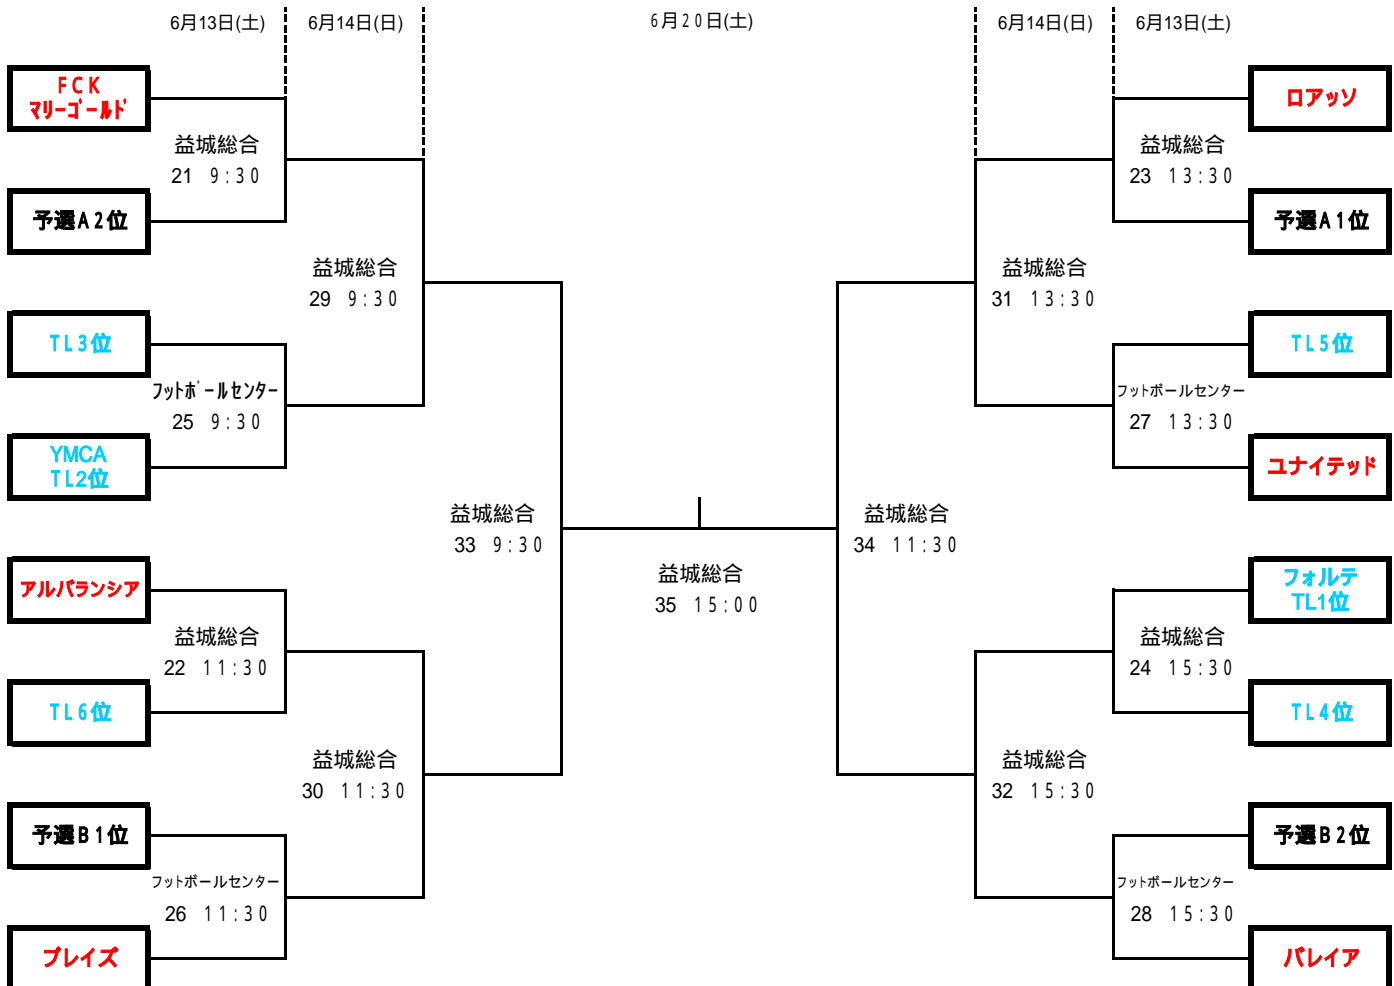 6月13日(土)
6月14日(日)
6月20日(土)
6月14日(日)
6月13日(土)
FCK
マリーゴールド
益城総合
21 9:30
予選A2位
益城総合
29 9:30
TL3位
フットボールセンター
25 9:30
YMCA
TL2位
益城総合
33 9:30
アルバランシア
益城総合
22 11:30
TL6位
益城総合
30 11:30
予選B1位
フットボールセンター
26 11:30
ブレイズ
益城総合
35 15:00
ロアッソ
益城総合
23 13:30
予選A1位
益城総合
31 13:30
TL5位
フットボールセンター
27 13:30
ユナイテッド
益城総合
34 11:30
フォルテ
TL1位
益城総合
24 15:30
TL4位
益城総合
32 15:30
予選B2位
フットボールセンター
28 15:30
バレイア